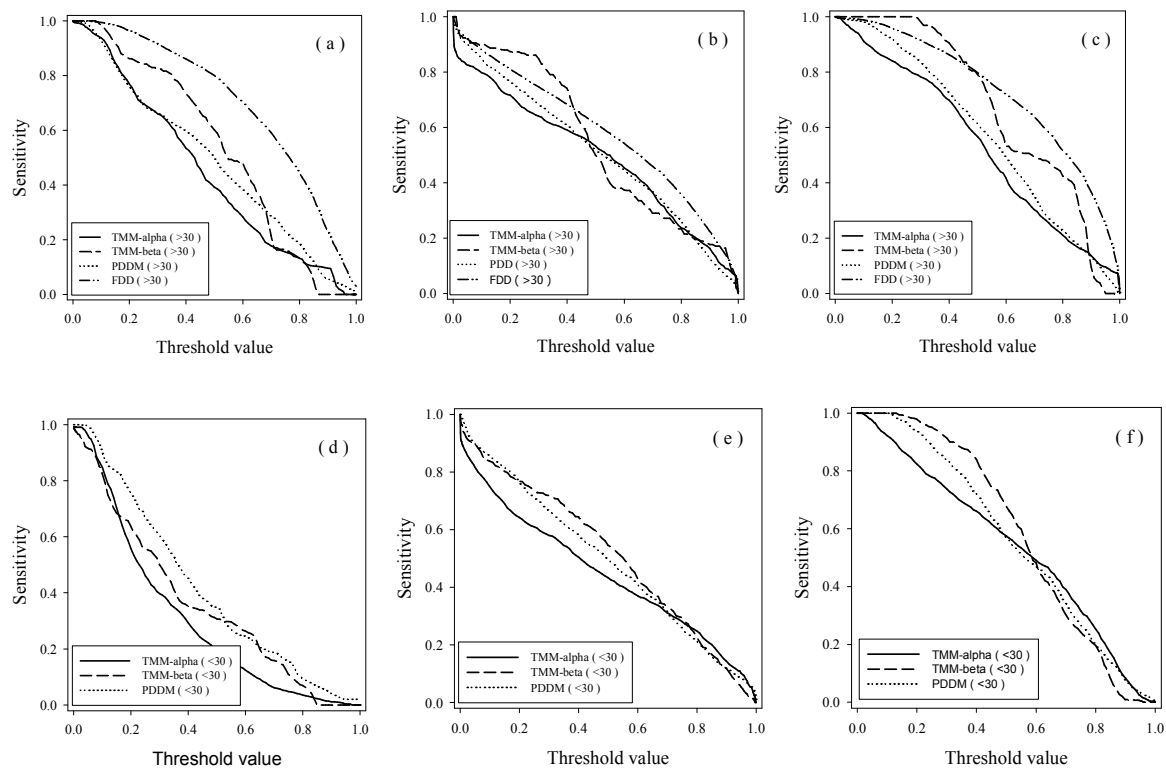 ( a )
1.0
0.8
0.6
0.4
0.2
0.0
Sensitivity
TMM-alpha ( >30 )
TMM-beta ( >30 )
PDDM ( >30 )
FDD ( >30 )
0.0 0.2 0.4 0.6 0.8 1.0
Threshold value
( b )
1.0
0.8
0.6
0.4
0.2
0.0
Sensitivity
TMM-alpha ( >30 )
TMM-beta ( >30 )
PDD ( >30 )
FDD ( >30 )
0.0 0.2 0.4 0.6 0.8 1.0
Threshold value
( c )
1.0
0.8
0.6
0.4
0.2
0.0
Sensitivity
TMM-alpha ( >30 )
TMM-beta ( >30 )
PDDM ( >30 )
FDD ( >30 )
0.0 0.2 0.4 0.6 0.8 1.0
Threshold value
( d )
1.0
0.8
0.6
0.4
0.2
0.0
Sensitivity
TMM-alpha ( <30 )
TMM-beta ( <30 )
PDDM ( <30 )
0.0 0.2 0.4 0.6 0.8 1.0
Threshold value
( e )
1.0
0.8
0.6
0.4
0.2
0.0
Sensitivity
TMM-alpha ( <30 )
TMM-beta ( <30 )
PDDM ( <30 )
0.0 0.2 0.4 0.6 0.8 1.0
Threshold value
( f )
1.0
0.8
0.6
0.4
0.2
0.0
Sensitivity
TMM-alpha ( <30 )
TMM-beta ( <30 )
PDDM ( <30 )
0.0 0.2 0.4 0.6 0.8 1.0
Threshold value